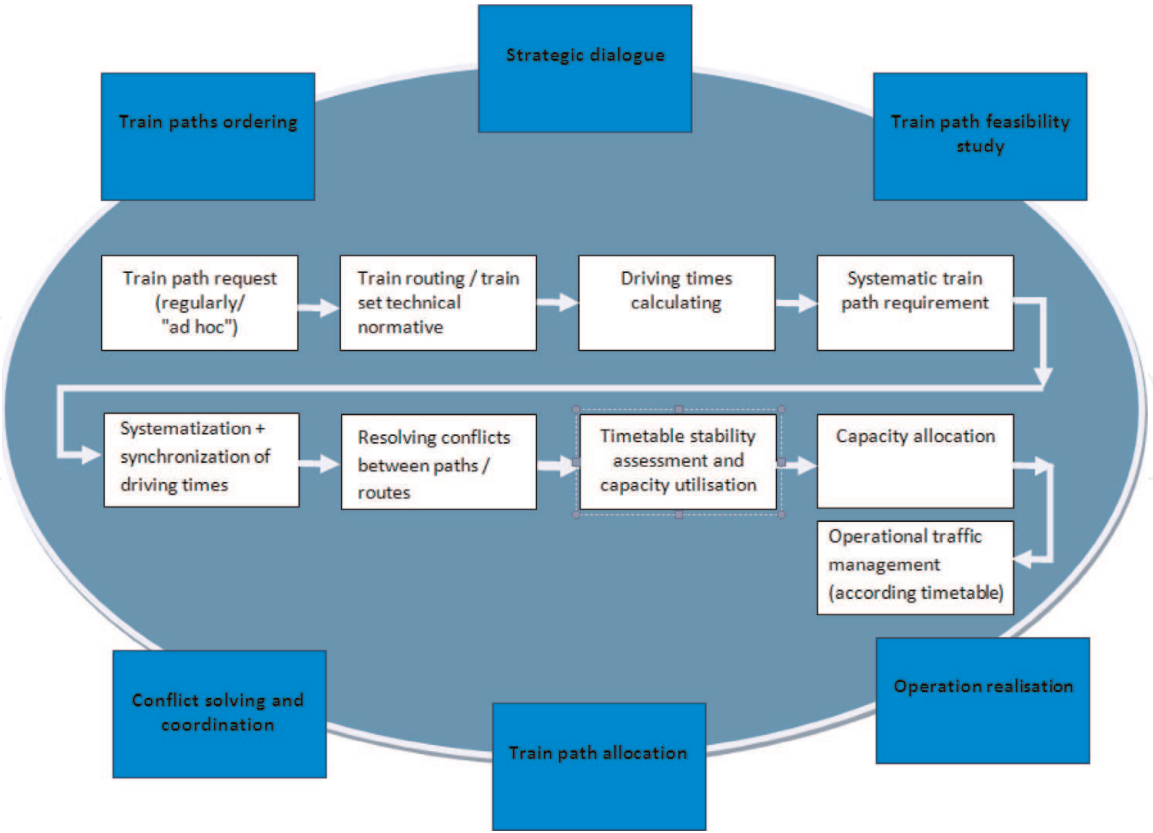 Strategic dialogue
Train paths ordering
Train path feasibility
study
Train path request
(regularly/
"ad hoc")
Train routing / train
set technical
normative
Driving times
calculating
Systematic train
path requirement
Systematization +
synchronization of
driving times
Resolving conflicts
between paths /
routes
Timetable stability
assessment and
capacity utilisation
Capacity allocation
Operational traffic
management
(according timetable)
Conflict solving and
coordination
Train path allocation
Operation realisation